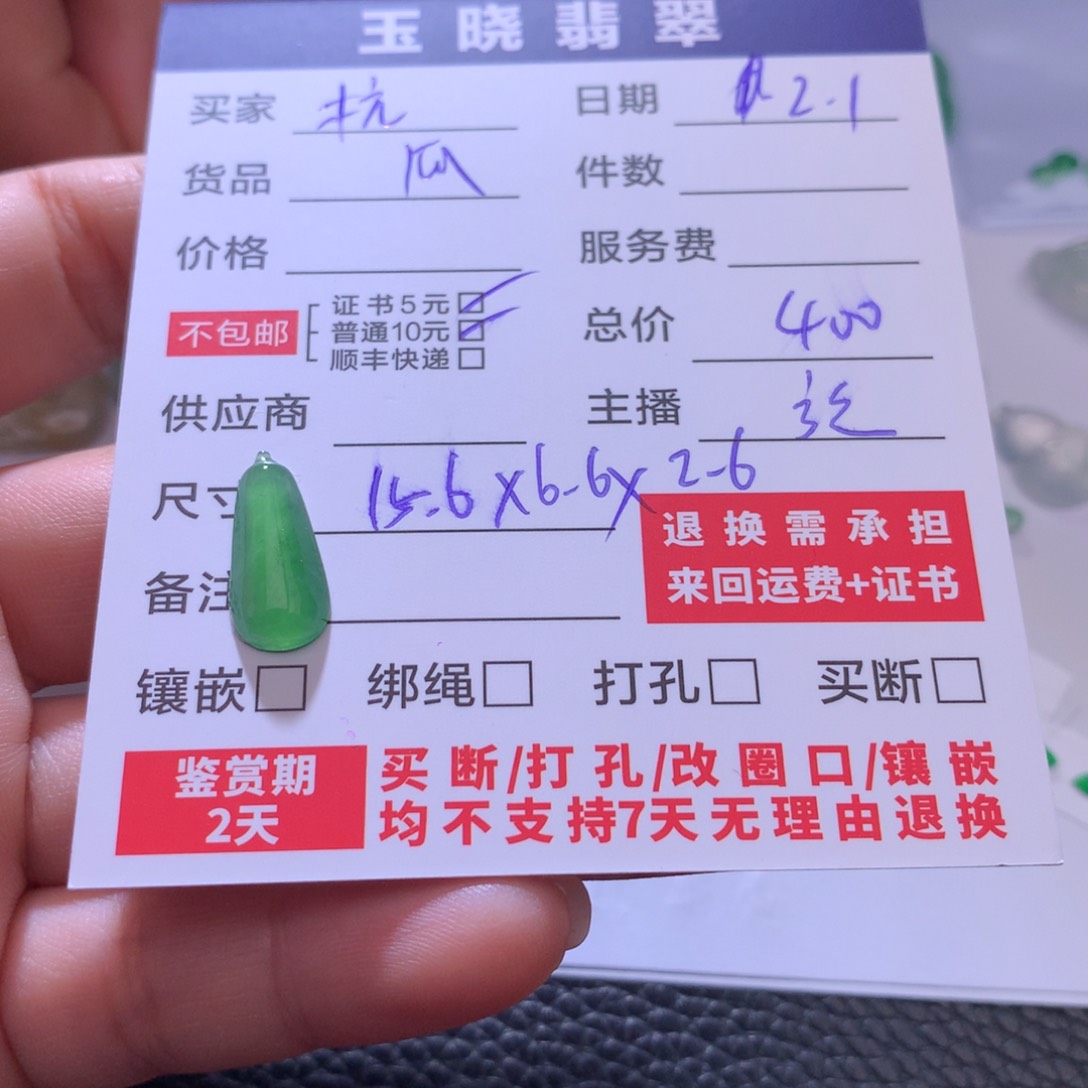 玉晓翡翠
买家 杭 日期 2.1
货品 瓜 件数
价格 服务费
不包邮 证书5元☑ 普通10元☑ 顺丰快递□ 总价 400
供应商 主播
尺寸 15.6×6.6×2.6
备注 退换需承担
来回运费+证书
镶嵌□ 绑绳□ 打孔□ 买断□
鉴赏期 买断/打孔/改圈口/镶嵌
2天 均不支持7天无理由退换